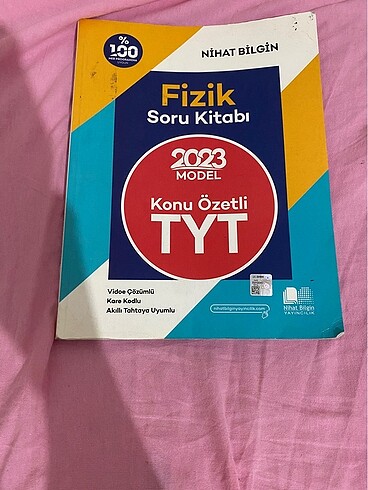 %
100
NİHAT BİLGİN
Fizik
Soru Kitabı
2023
MODEL
Konu Özetli
TYT
Vidoe Çözümlü
Kare Kodlu
Akıllı Tahtaya Uyumlu
nihatbilginyayincilik.com
Nihat Bilgin
YAYINCILIK